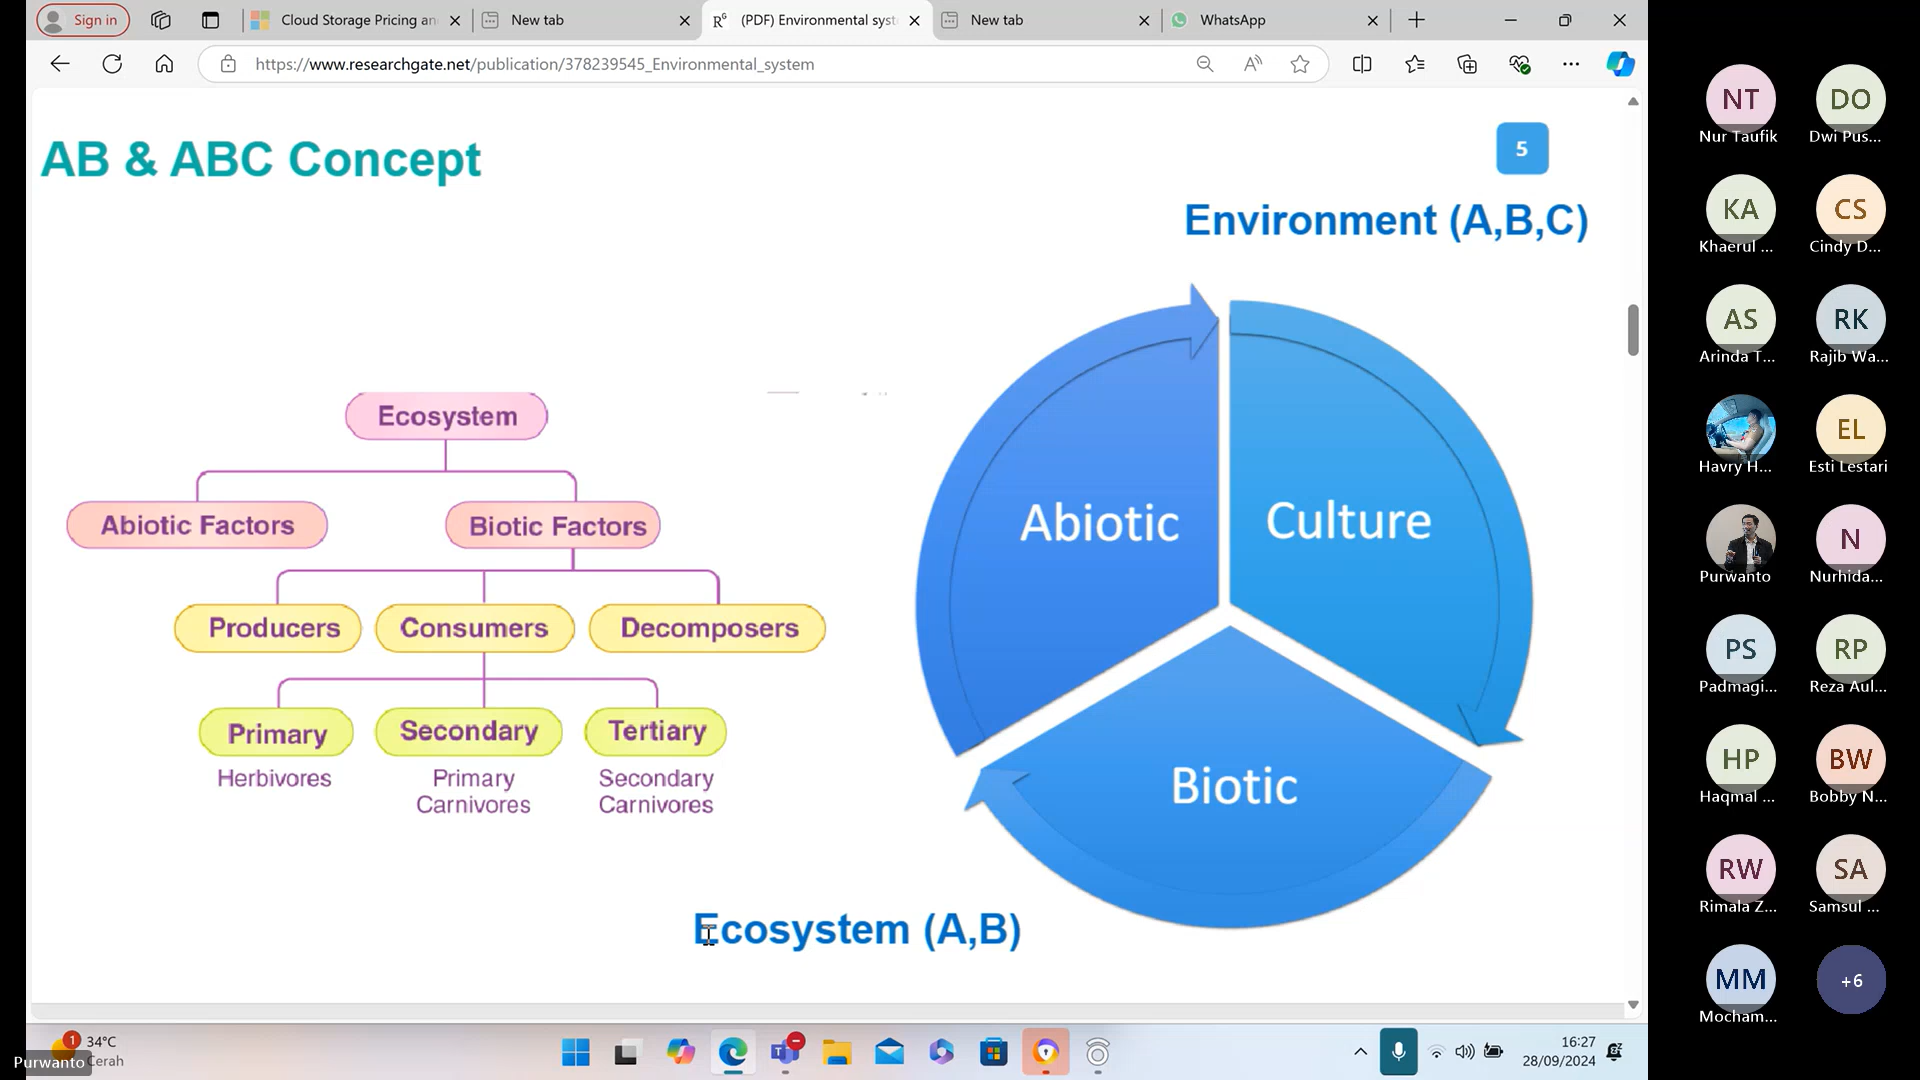 Sign in
Cloud Storage Pricing an
New tab
(PDF) Environmental syst
New tab
WhatsApp
https://www.researchgate.net/publication/378239545_Environmental_system
AB & ABC Concept
5
Environment (A,B,C)
Ecosystem
Abiotic Factors
Biotic Factors
Producers
Consumers
Decomposers
Primary
Secondary
Tertiary
Herbivores
Primary
Carnivores
Secondary
Carnivores
Abiotic
Culture
Biotic
Ecosystem (A,B)
NT
Nur Taufik
DO
Dwi Pus...
KA
Khaerul ...
CS
Cindy D...
AS
Arinda T...
RK
Rajib Wa...
Havry H...
EL
Esti Lestari
Purwanto
N
Nurhida...
PS
Padmagi...
RP
Reza Aul...
HP
Haqmal ...
BW
Bobby N...
RW
Rimala Z...
SA
Samsul ...
MM
Mocham...
+6
1
34°C
Cerah
Purwanto
16:27
28/09/2024